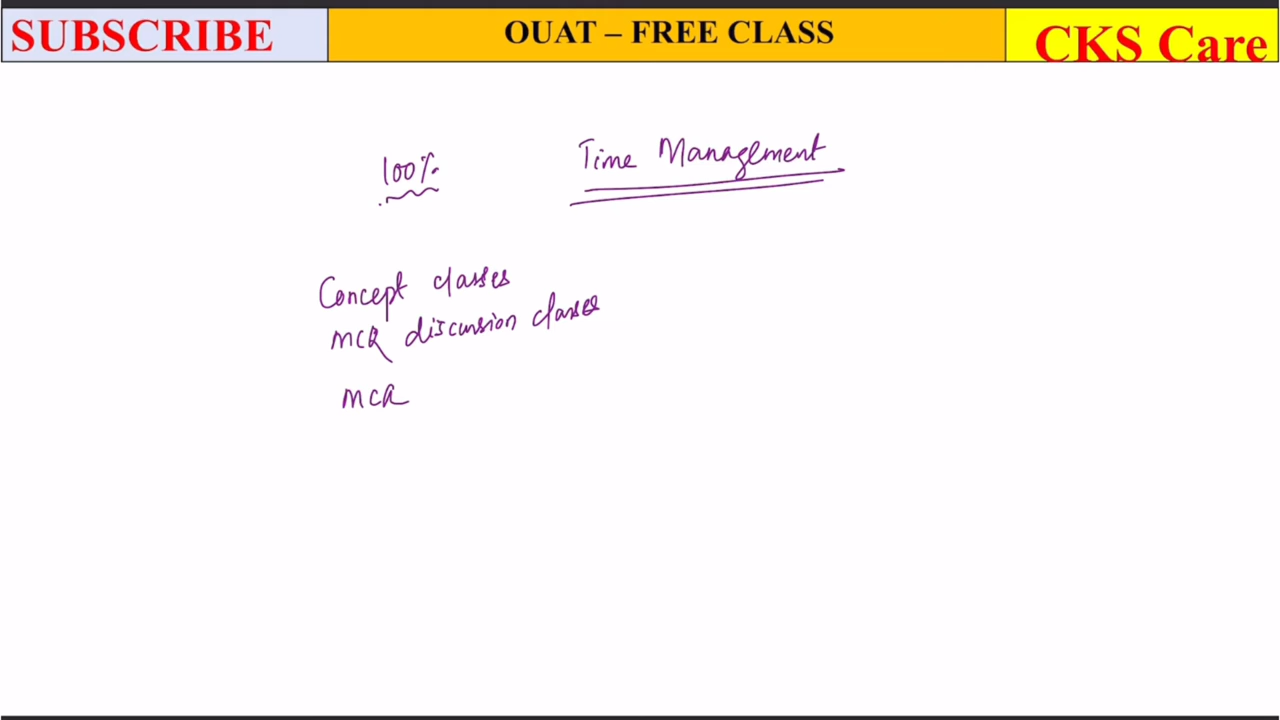 SUBSCRIBE
OUAT – FREE CLASS
CKS Care
100%
Time Management
Concept classes
MCQ discussion classes
MCQ